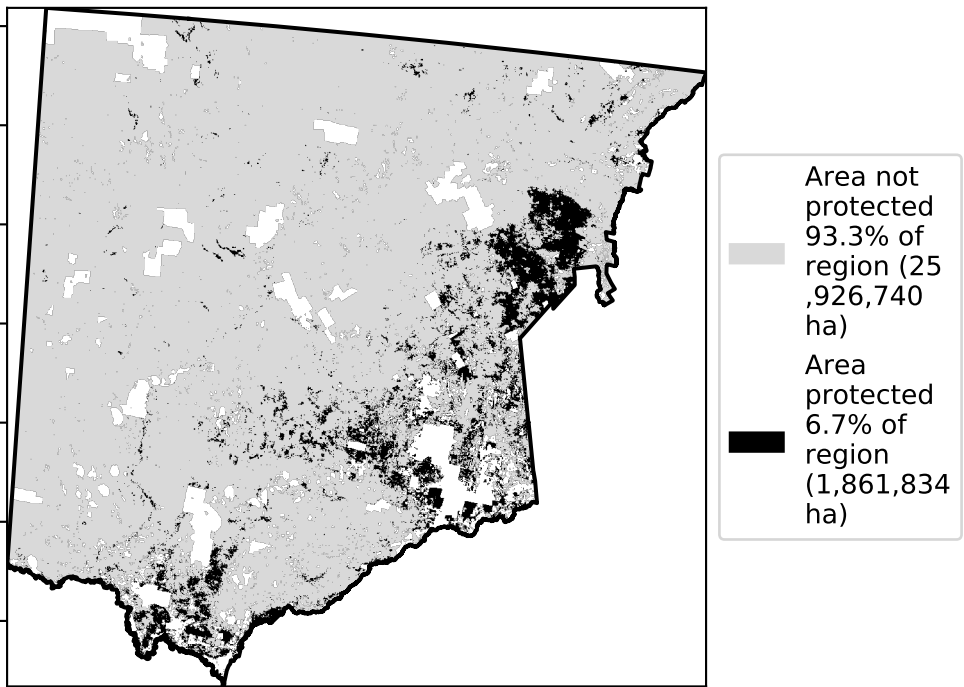 Area not
protected
93.3% of
region (25
,926,740
ha)
Area
protected
6.7% of
region
(1,861,834
ha)